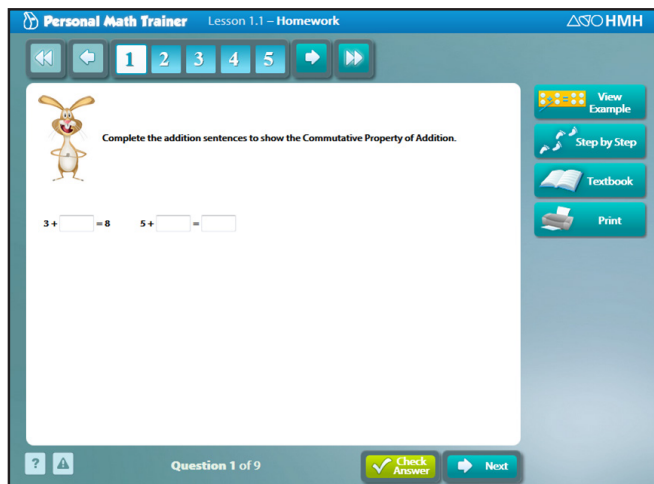 Personal Math Trainer Lesson 1.1 – Homework HMH
1 2 3 4 5
View
Example
Step by Step
Textbook
Print
Complete the addition sentences to show the Commutative Property of Addition.
3 + = 8 5 + =
? Question 1 of 9 Check
Answer Next